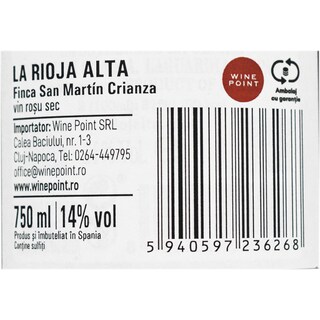 LA RIOJA ALTA
Finca San Martín Crianza
vin roșu sec
Importator: Wine Point SRL
Calea Baciului, nr. 1-3
Cluj-Napoca, Tel: 0264-449795
office@winepoint.ro
www.winepoint.ro
750 ml | 14% vol
Produs și îmbuteliat în Spania
Conține sulfiți
WINE
POINT
Ambalaj
cu garanție
5 940597 236268